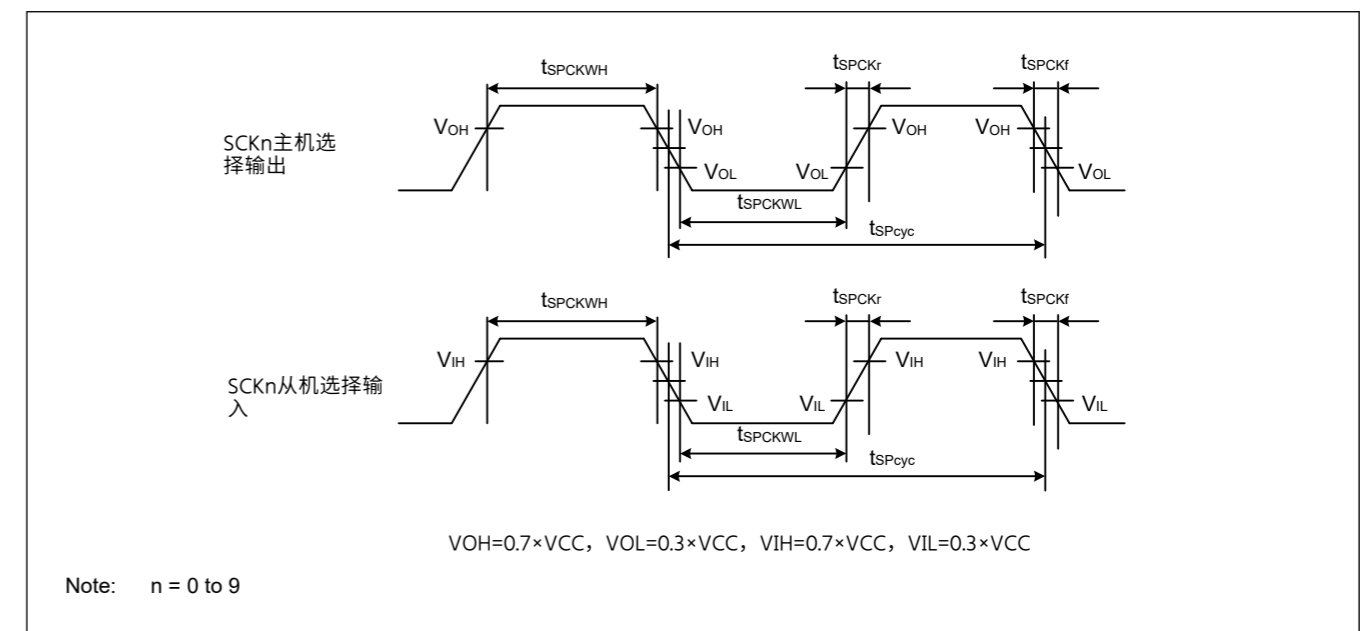 tSPCKWH
tSPCKr
tSPCKf
VOH
VOH
VOH
VOH
SCKn主机选
择输出
VOL
VOL
VOL
tSPCKWL
tSPcyc
tSPCKWH
tSPCKr
tSPCKf
VIH
VIH
VIH
VIH
SCKn从机选择输
入
VIL
VIL
VIL
tSPCKWL
tSPcyc
VOH=0.7×VCC，VOL=0.3×VCC，VIH=0.7×VCC，VIL=0.3×VCC
Note: n = 0 to 9